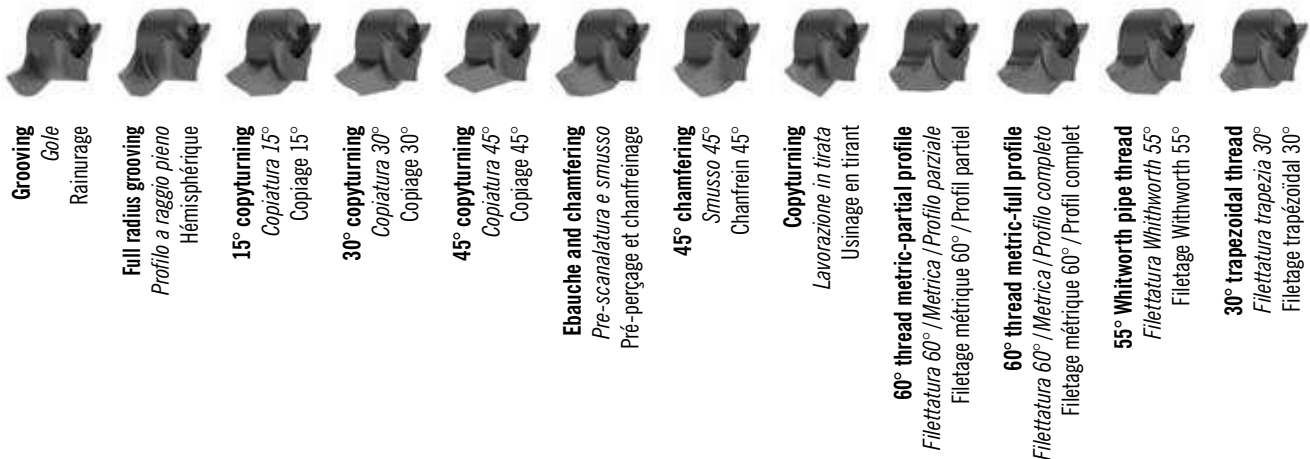 Grooving
Gole
Rainurage
Full radius grooving
Profilo a raggio pieno
Hémisphérique
15° copyturning
Copiatura 15°
Copiage 15°
30° copyturning
Copiatura 30°
Copiage 30°
45° copyturning
Copiatura 45°
Copiage 45°
Ebauche and chamfering
Pre-scanalatura e smusso
Pré-perçage et chanfreinage
45° chamfering
Smusso 45°
Chanfrein 45°
Copyturning
Lavorazione in tirata
Usinage en tirant
60° thread metric-partial profile
Filettatura 60° / Metrica / Profilo parziale
Filetage métrique 60° / Profil partiel
60° thread metric-full profile
Filettatura 60° / Metrica / Profilo completo
Filetage métrique 60° / Profil complet
55° Whitworth pipe thread
Filettatura Whithworth 55°
Filetage Withworth 55°
30° trapezoidal thread
Filettatura trapezia 30°
Filetage trapézoïdal 30°